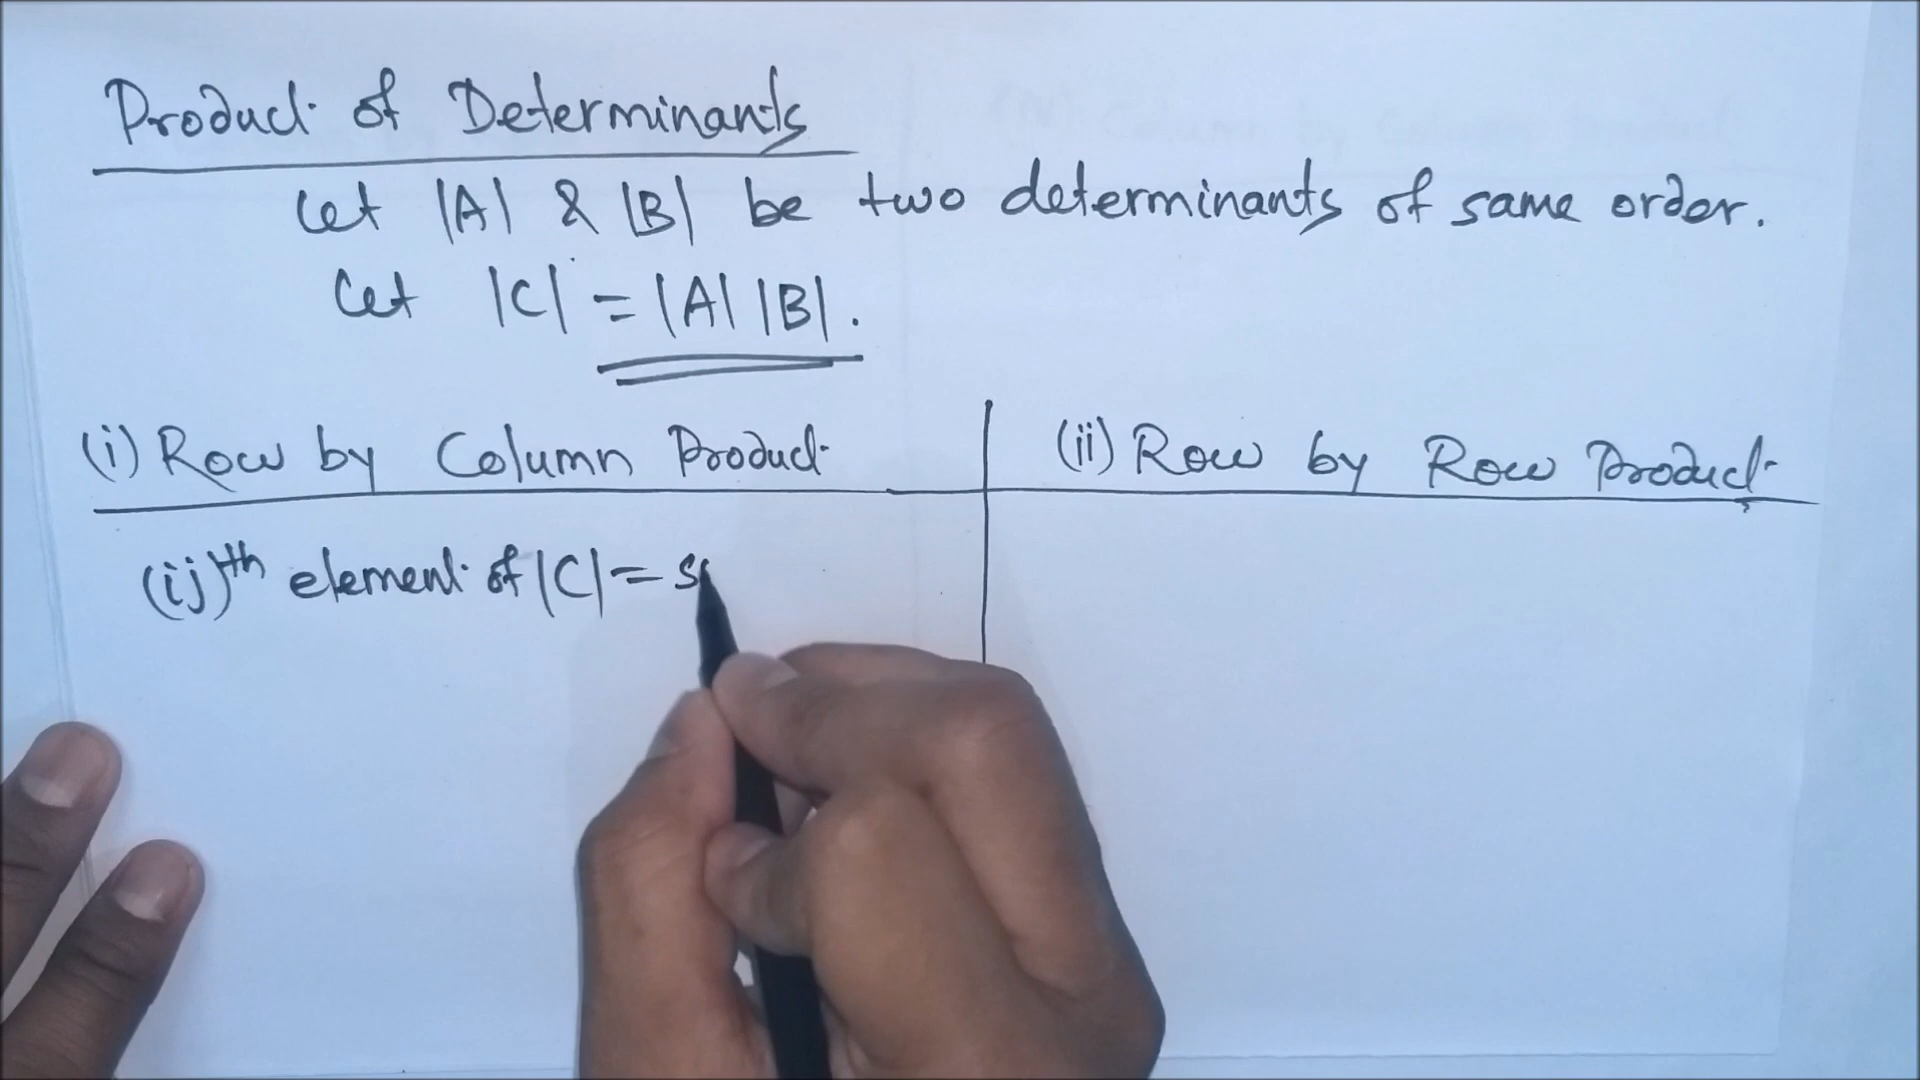 Product of Determinants
Let |A| & |B| be two determinants of same order.
Let |C| = |A| |B|.
(i) Row by Column Product
(ii) Row by Row Product
(ij)th element of |C| =